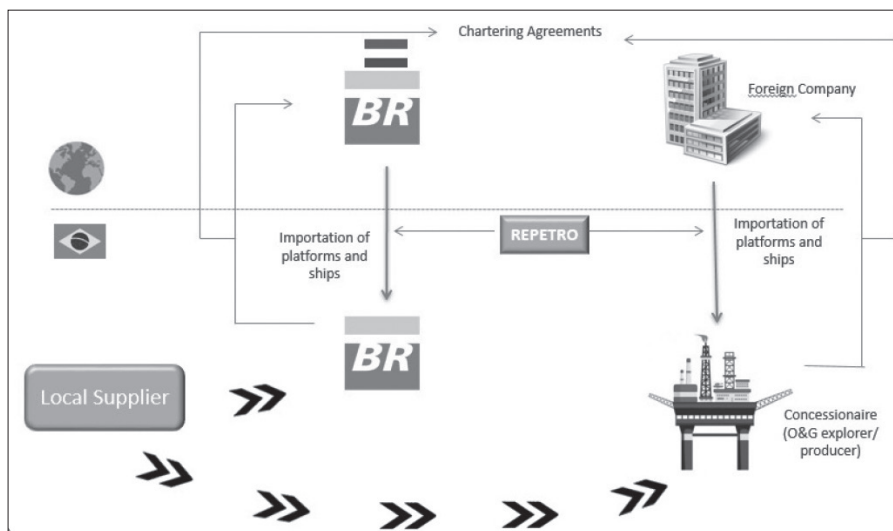 Chartering Agreements
BR
Foreign Company
Importation of
platforms and
ships
REPETRO
Importation of
platforms and
ships
BR
Local Supplier
Concessionaire
(O&G explorer/
producer)